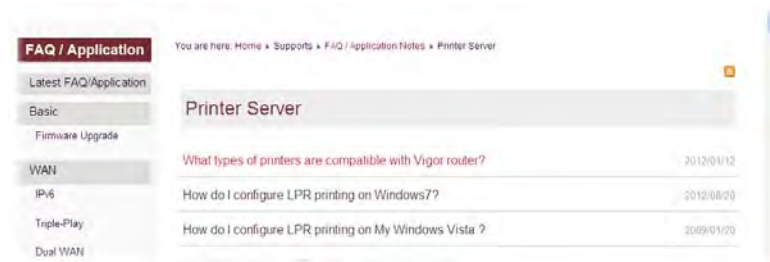 FAQ / Application
You are here: Home » Supports » FAQ / Application Notes » Printer Server
Latest FAQ/Application
Basic
Printer Server
Firmware Upgrade
What types of printers are compatible with Vigor router?
2012/01/12
WAN
IPv6
How do I configure LPR printing on Windows7?
2012/08/20
Triple-Play
How do I configure LPR printing on My Windows Vista ?
2009/01/20
Dual WAN